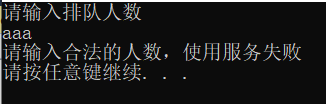 请输入排队人数
aaa
请输入合法的人数，使用服务失败
请按任意键继续. . .